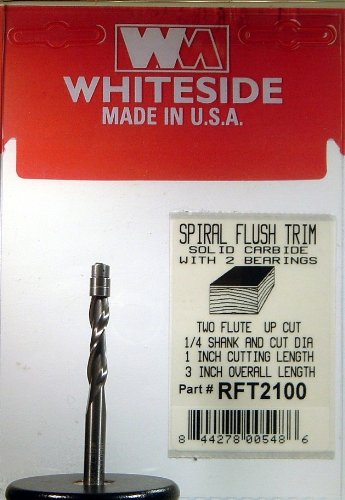 WM
WHITESIDE
MADE IN U.S.A.
SPIRAL FLUSH TRIM
SOLID CARBIDE
WITH 2 BEARINGS
TWO FLUTE UP CUT
1/4 SHANK AND CUT DIA
1 INCH CUTTING LENGTH
3 INCH OVERALL LENGTH
Part # RFT2100
8 44278 00548 6